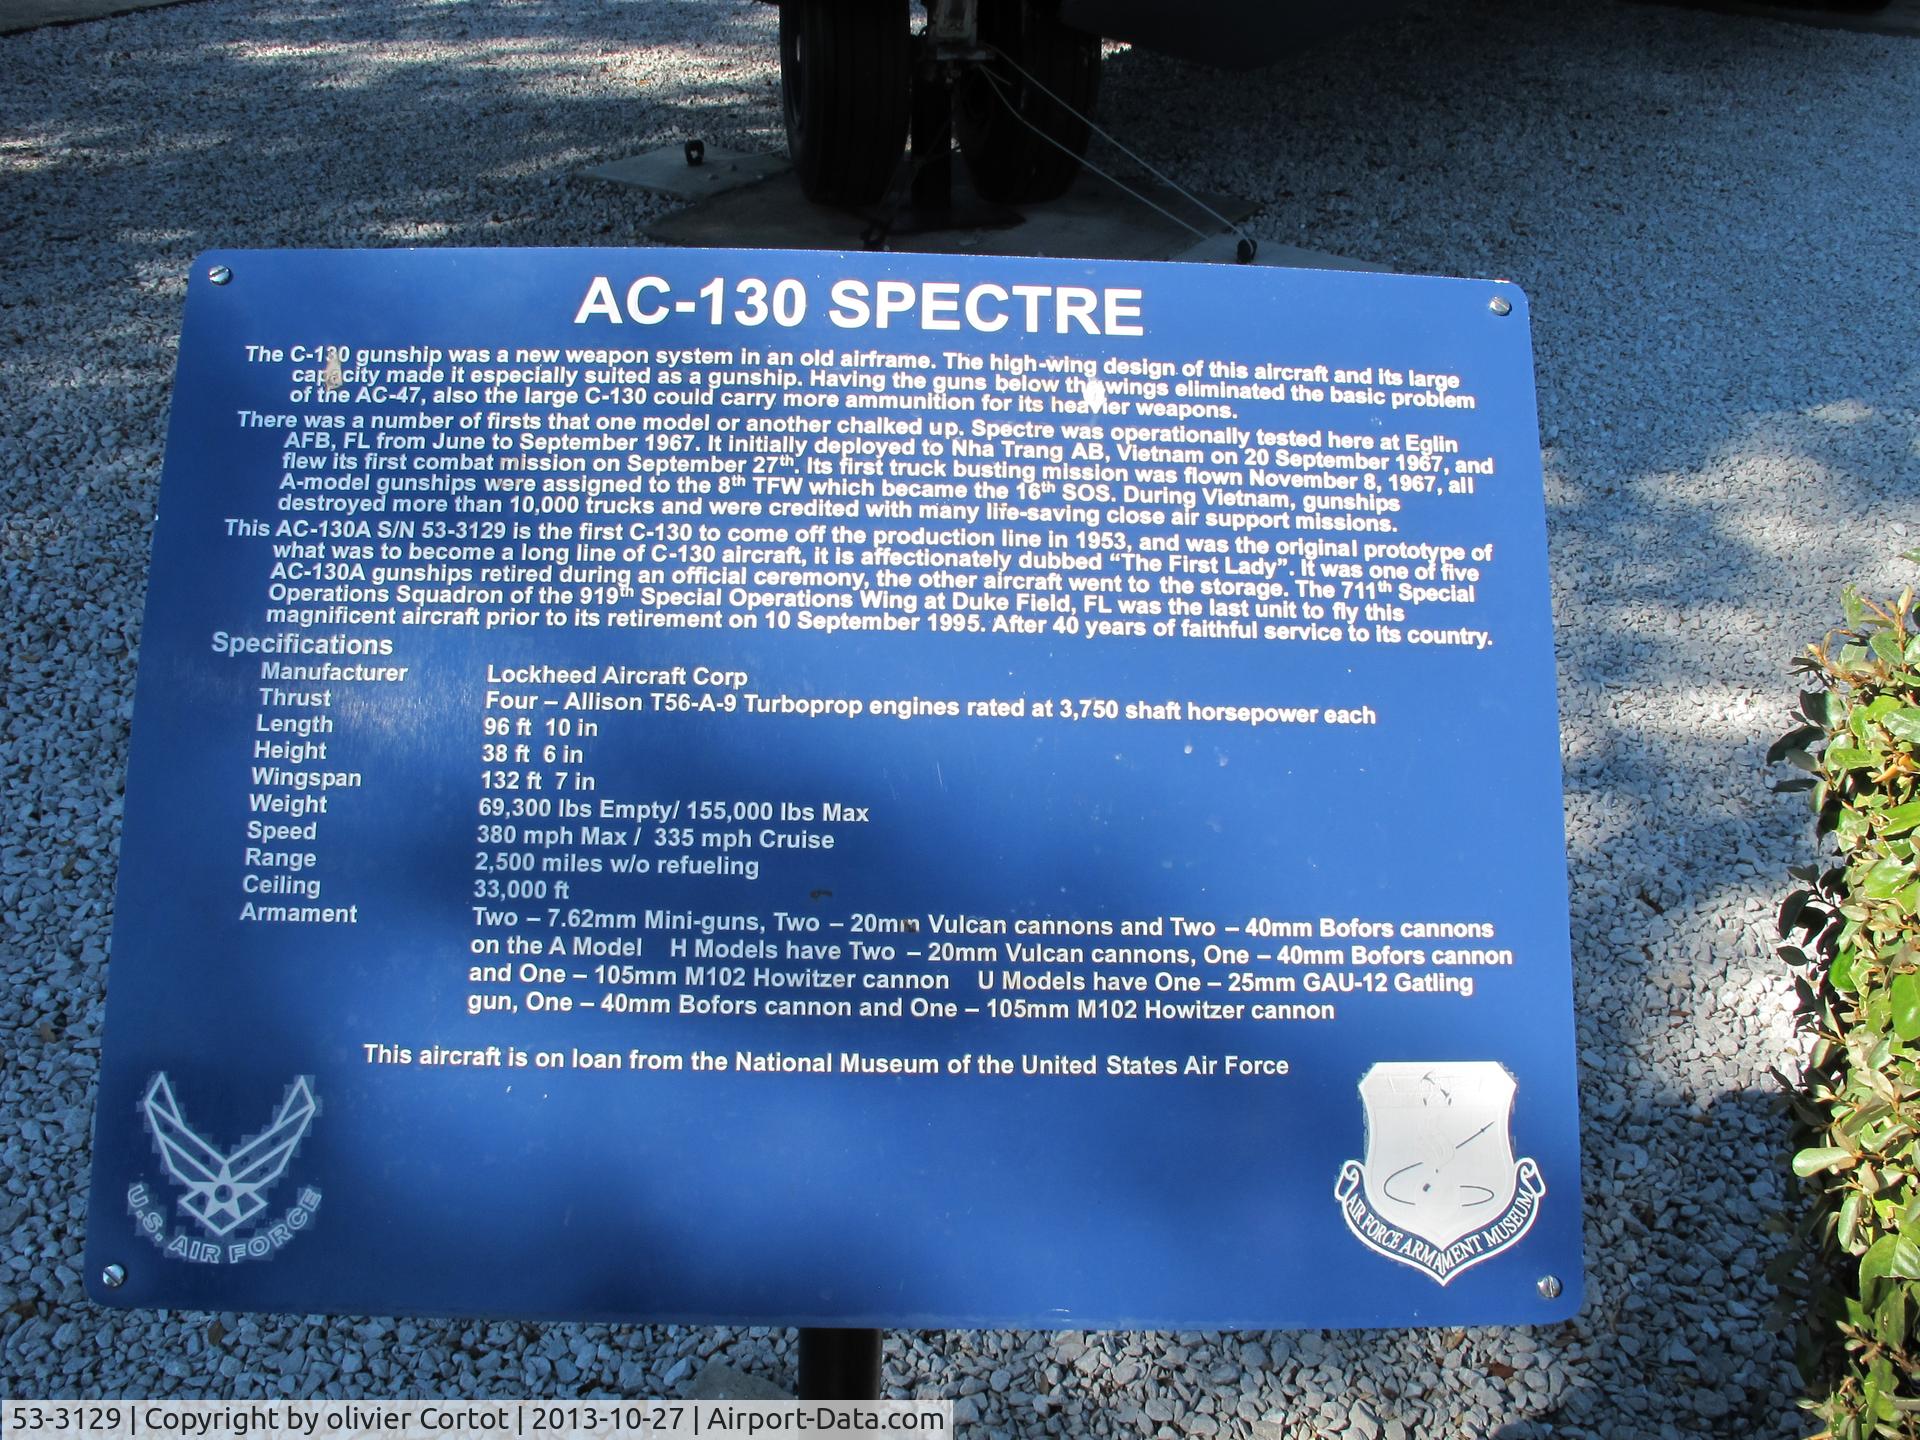 AC-130 SPECTRE
The C-130 gunship was a new weapon system in an old airframe. The high-wing design of this aircraft and its large
capacity made it especially suited as a gunship. Having the guns below the wings eliminated the basic problem
of the AC-47, also the large C-130 could carry more ammunition for its heavier weapons.
There was a number of firsts that one model or another chalked up. Spectre was operationally tested here at Eglin
AFB, FL from June to September 1967. It initially deployed to Nha Trang AB, Vietnam on 20 September 1967, and
flew its first combat mission on September 27th. Its first truck busting mission was flown November 8, 1967, all
A-model gunships were assigned to the 8th TFW which became the 16th SOS. During Vietnam, gunships
destroyed more than 10,000 trucks and were credited with many life-saving close air support missions.
This AC-130A S/N 53-3129 is the first C-130 to come off the production line in 1953, and was the original prototype of
what was to become a long line of C-130 aircraft, it is affectionately dubbed “The First Lady”. It was one of five
AC-130A gunships retired during an official ceremony, the other aircraft went to the storage. The 711th Special
Operations Squadron of the 919th Special Operations Wing at Duke Field, FL was the last unit to fly this
magnificent aircraft prior to its retirement on 10 September 1995. After 40 years of faithful service to its country.
Specifications
Manufacturer Lockheed Aircraft Corp
Thrust Four – Allison T56-A-9 Turboprop engines rated at 3,750 shaft horsepower each
Length 96 ft 10 in
Height 38 ft 6 in
Wingspan 132 ft 7 in
Weight 69,300 lbs Empty/ 155,000 lbs Max
Speed 380 mph Max / 335 mph Cruise
Range 2,500 miles w/o refueling
Ceiling 33,000 ft
Armament Two – 7.62mm Mini-guns, Two – 20mm Vulcan cannons and Two – 40mm Bofors cannons
on the A Model H Models have Two – 20mm Vulcan cannons, One – 40mm Bofors cannon
and One – 105mm M102 Howitzer cannon U Models have One – 25mm GAU-12 Gatling
gun, One – 40mm Bofors cannon and One – 105mm M102 Howitzer cannon
This aircraft is on loan from the National Museum of the United States Air Force
U.S. AIR FORCE
AIR FORCE ARMAMENT MUSEUM
53-3129 | Copyright by olivier Cortot | 2013-10-27 | Airport-Data.com